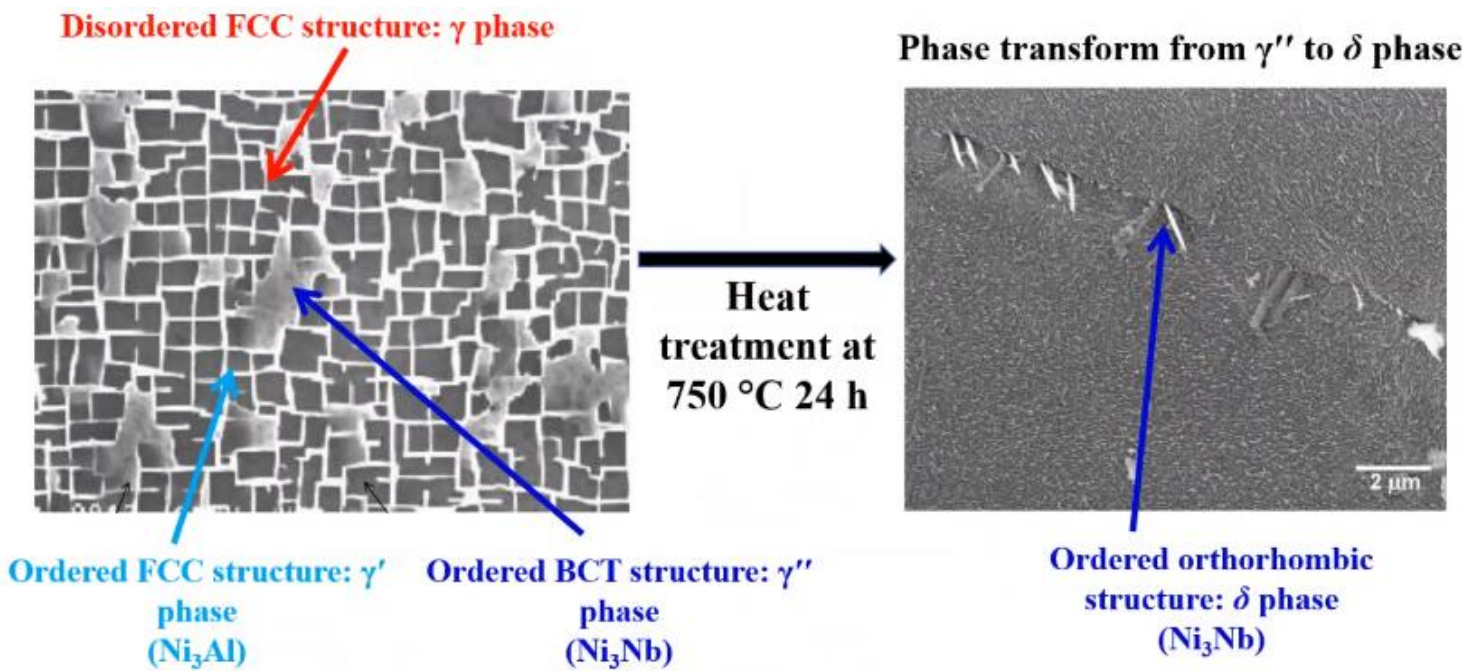 Disordered FCC structure: γ phase
Phase transform from γ″ to δ phase
Heat
treatment at
750 °C 24 h
2 μm
Ordered FCC structure: γ′
phase
(Ni₃Al)
Ordered BCT structure: γ″
phase
(Ni₃Nb)
Ordered orthorhombic
structure: δ phase
(Ni₃Nb)